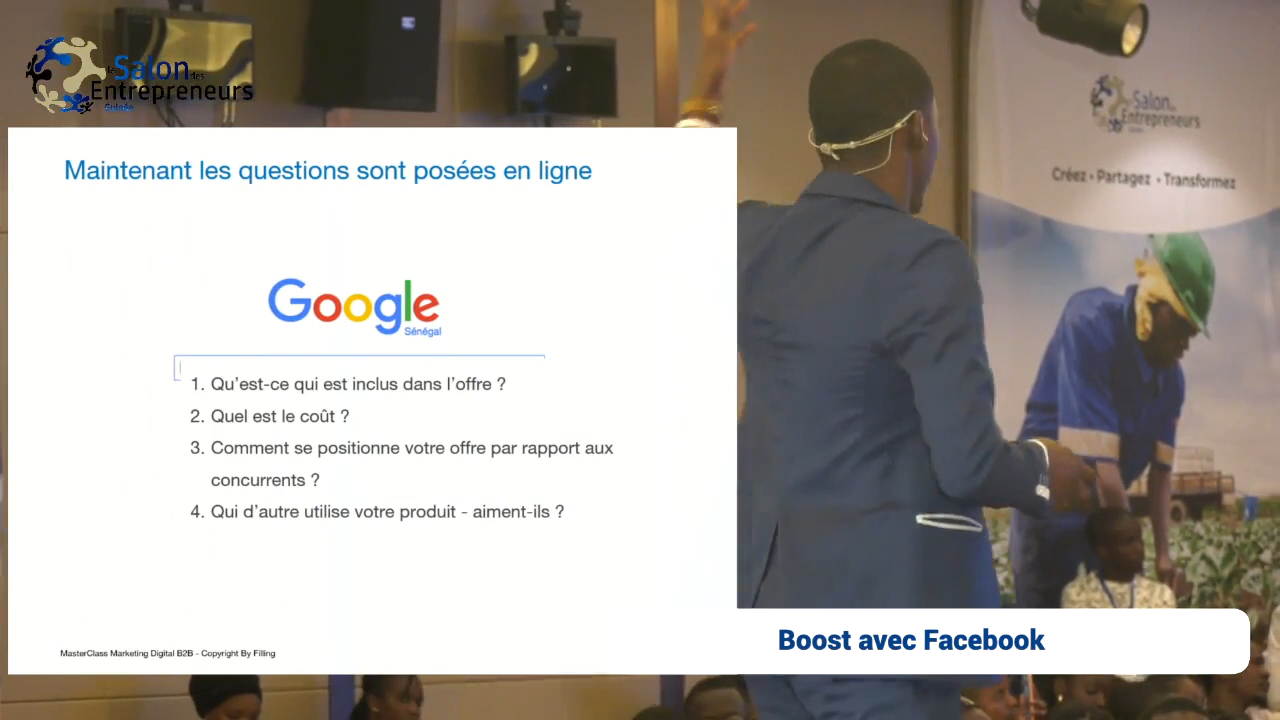 le Salon des
Entrepreneurs
Guinée
Maintenant les questions sont posées en ligne
Google
Sénégal
1. Qu'est-ce qui est inclus dans l'offre ?
2. Quel est le coût ?
3. Comment se positionne votre offre par rapport aux
concurrents ?
4. Qui d'autre utilise votre produit - aiment-ils ?
MasterClass Marketing Digital B2B - Copyright By Filling
Salon
Entrepreneurs
Créez • Partagez • Transformez
Boost avec Facebook